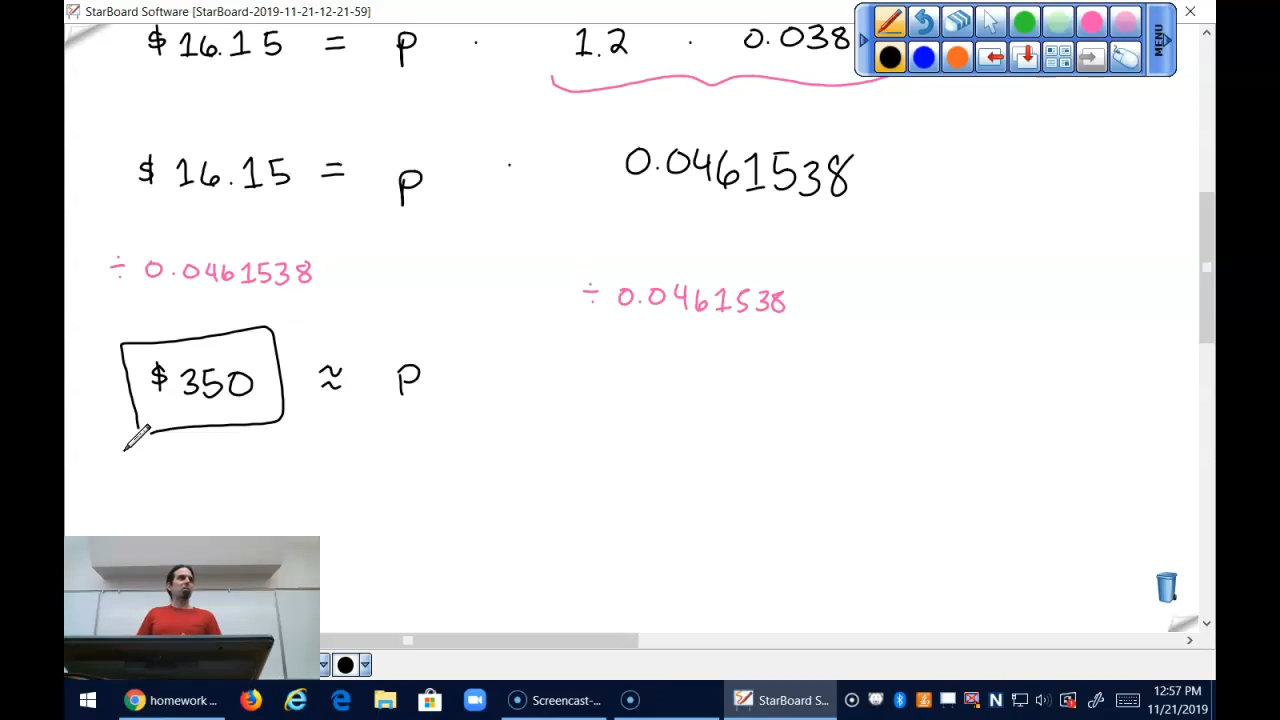 StarBoard Software [StarBoard-2019-11-21-12-21-59]
$ 16.15 = p · 1.2 · 0.038
MENU
$ 16.15 = p · 0.0461538
÷ 0.0461538
÷ 0.0461538
$ 350 ≈ p
homework ...
Screencast-...
StarBoard S...
12:57 PM
11/21/2019